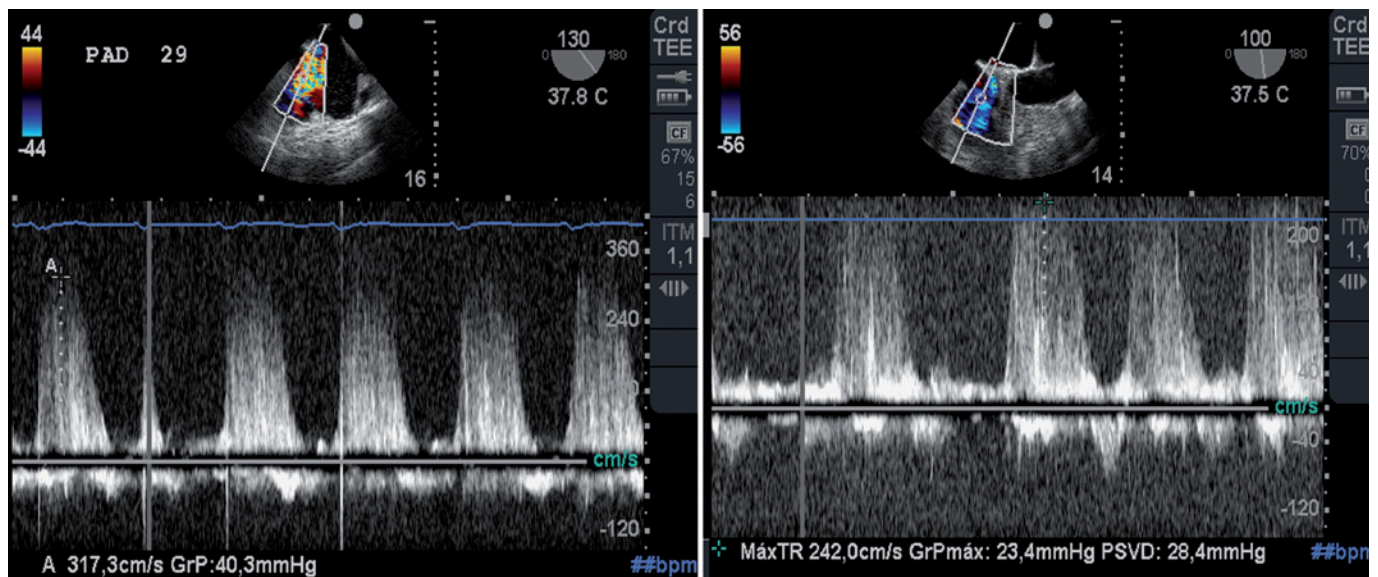 44
-44
PAD 29
130
0 180
37.8 C
16
Crd
TEE
CF
67%
15
6
ITM
1,1
A
360
240
cm/s
-120
A 317,3cm/s GrP:40,3mmHg
##bpm
56
-56
100
0 180
37.5 C
14
Crd
TEE
CF
70%
ITM
1,1
200
40
cm/s
-40
-120
MáxTR 242,0cm/s GrPmáx: 23,4mmHg PSVD: 28,4mmHg
##bpm